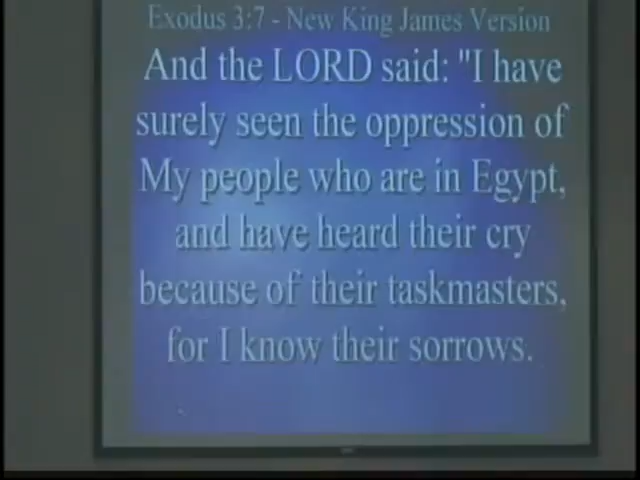 Exodus 3:7 - New King James Version
And the LORD said: "I have
surely seen the oppression of
My people who are in Egypt,
and have heard their cry
because of their taskmasters,
for I know their sorrows.